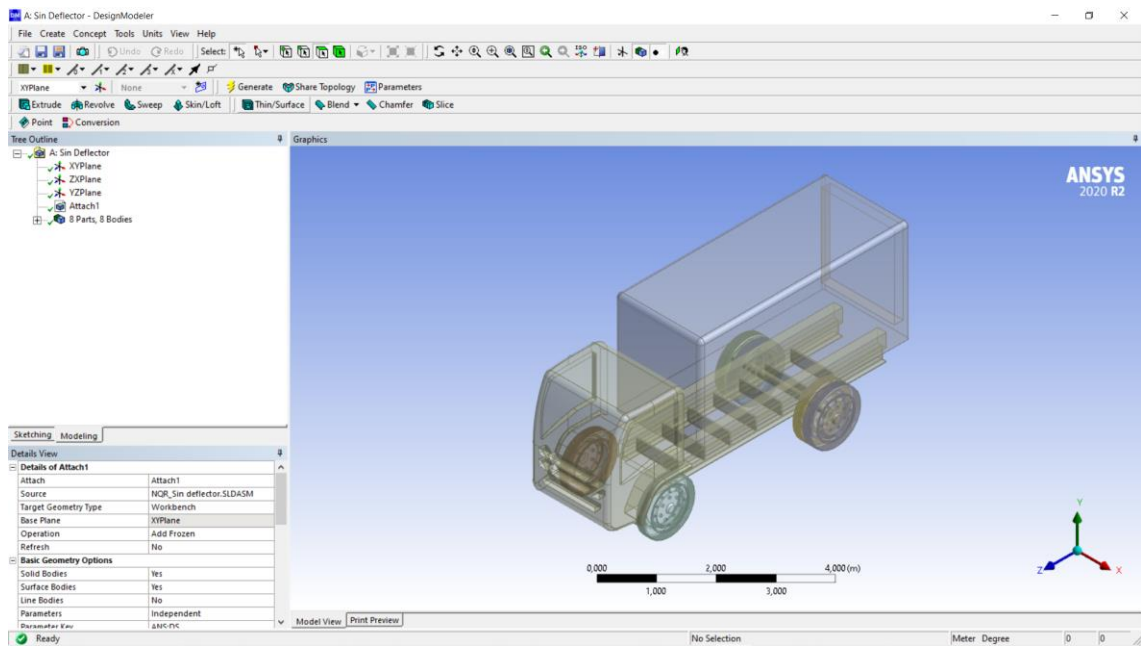 A: Sin Deflector - DesignModeler
File Create Concept Tools Units View Help
Undo Redo Select:
XYPlane None Generate Share Topology Parameters
Extrude Revolve Sweep Skin/Loft Thin/Surface Blend Chamfer Slice
Point Conversion
Tree Outline
A: Sin Deflector
XYPlane
ZXPlane
YZPlane
Attach1
8 Parts, 8 Bodies
Sketching Modeling
Details View
Details of Attach1
Attach Attach1
Source NQR_Sin deflector.SLDASM
Target Geometry Type Workbench
Base Plane XYPlane
Operation Add Frozen
Refresh No
Basic Geometry Options
Solid Bodies Yes
Surface Bodies Yes
Line Bodies No
Parameters Independent
Parameter Key ANS;DS
Graphics
ANSYS
2020 R2
0,000 2,000 4,000 (m)
1,000 3,000
Y
Z X
Model View Print Preview
Ready No Selection Meter Degree 0 0